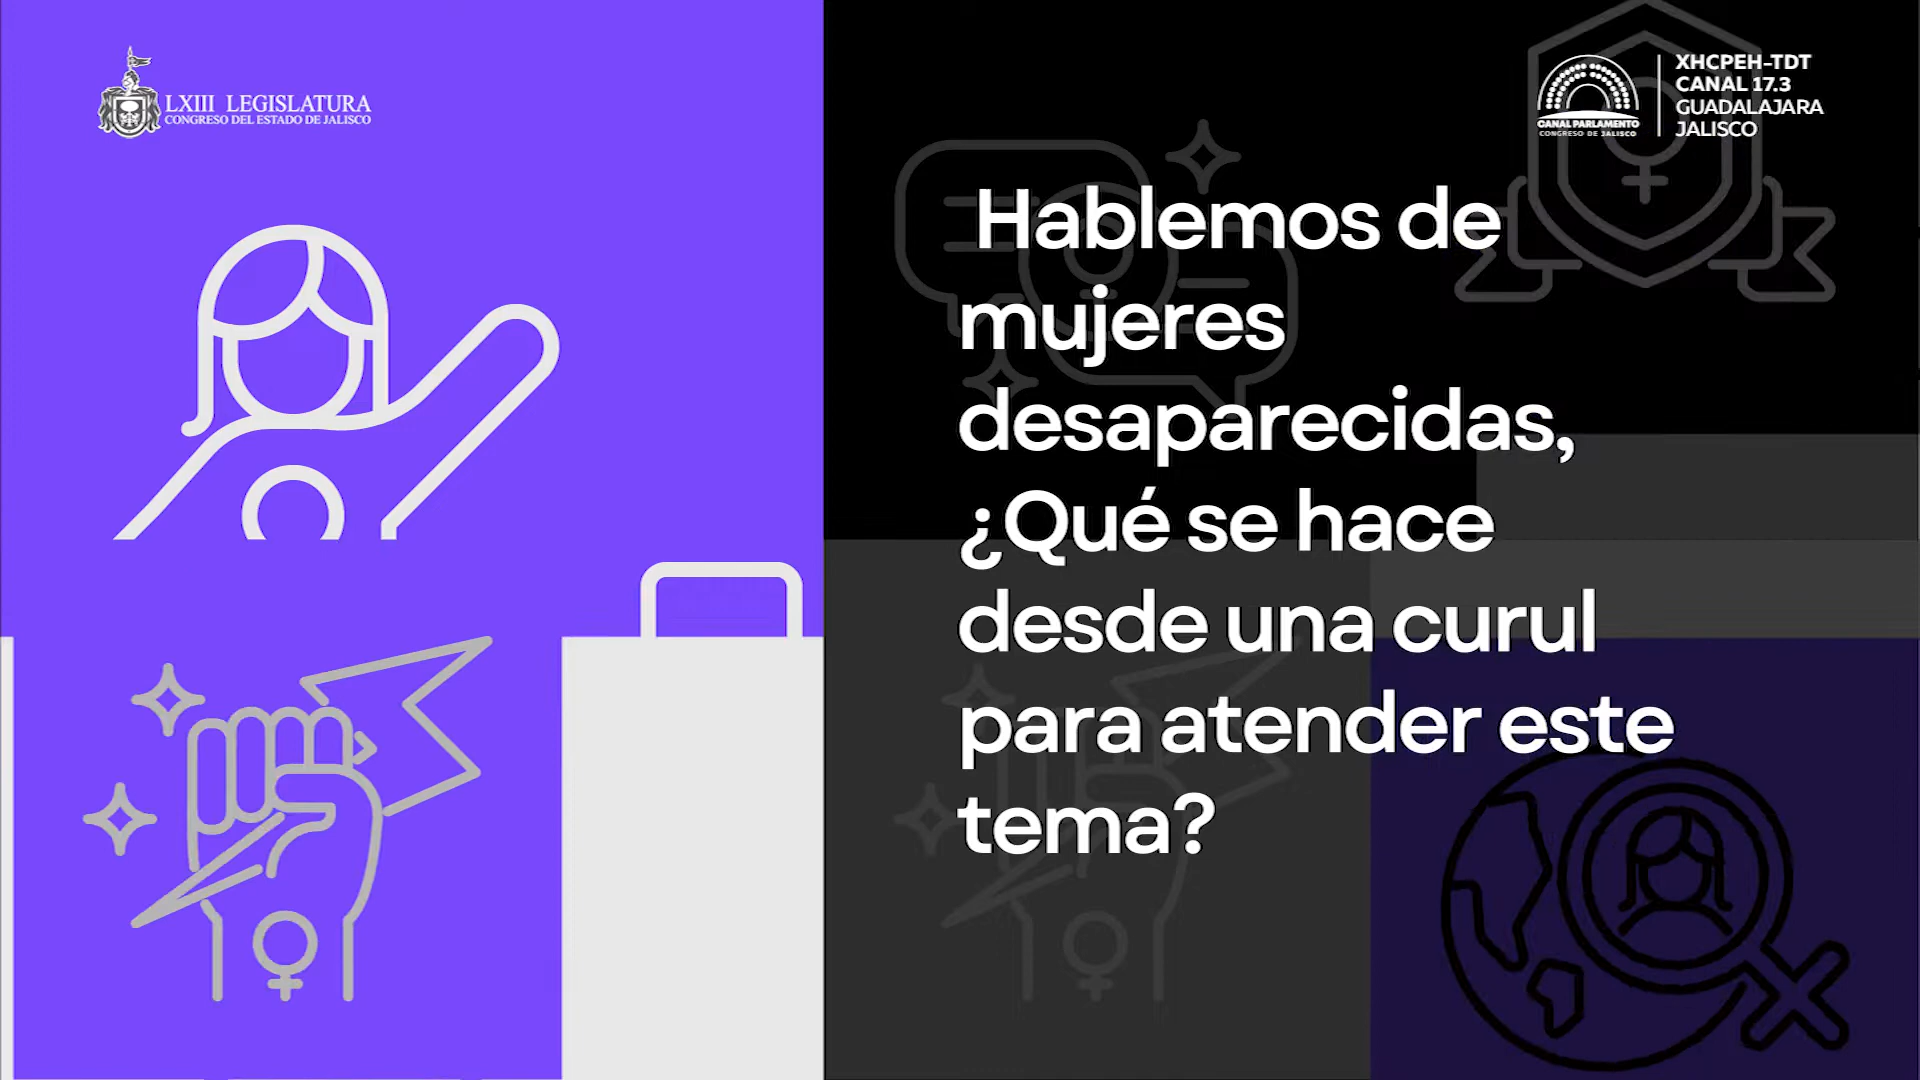 LXIII LEGISLATURA
CONGRESO DEL ESTADO DE JALISCO
CANAL PARLAMENTO
CONGRESO DE JALISCO
XHCPEH-TDT
CANAL 17.3
GUADALAJARA
JALISCO
Hablemos de
mujeres
desaparecidas,
¿Qué se hace
desde una curul
para atender este
tema?